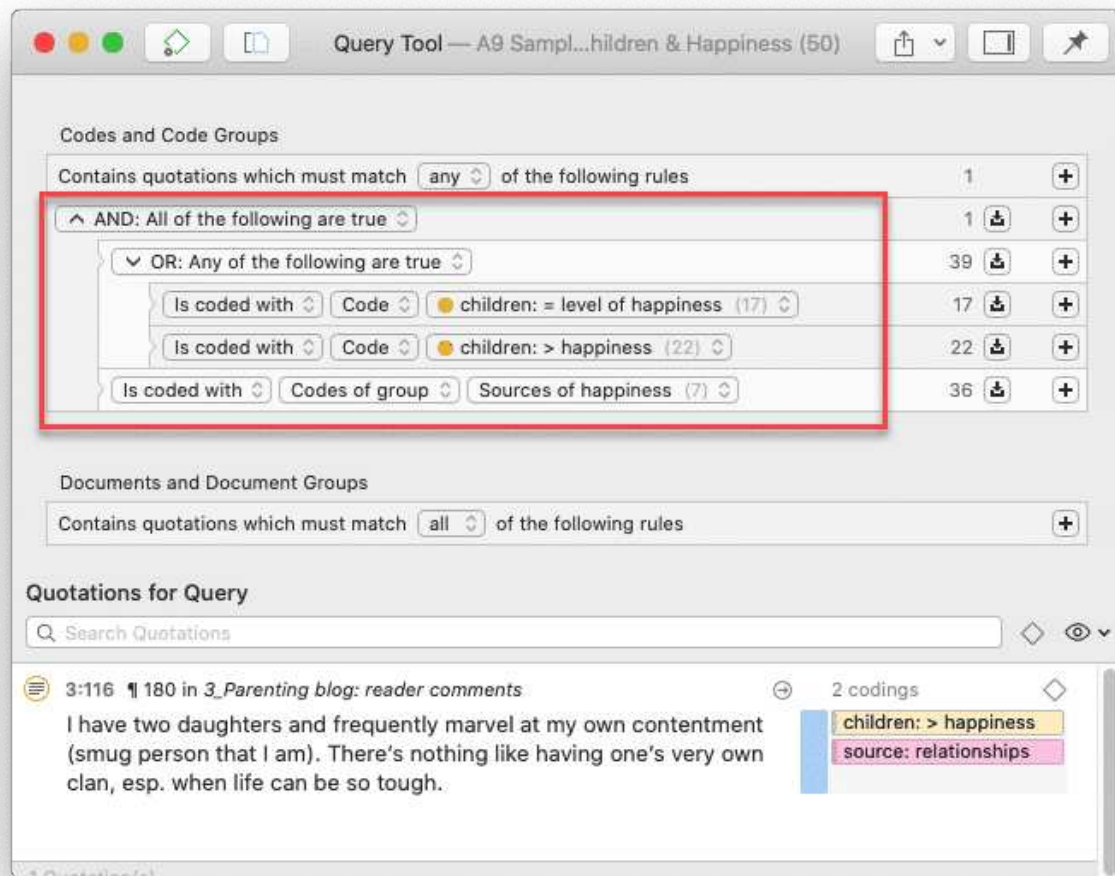 Query Tool — A9 Sampl...hildren & Happiness (50)
Codes and Code Groups
Contains quotations which must match any of the following rules 1
AND: All of the following are true 1
OR: Any of the following are true 39
Is coded with Code children: = level of happiness (17) 17
Is coded with Code children: > happiness (22) 22
Is coded with Codes of group Sources of happiness (7) 36
Documents and Document Groups
Contains quotations which must match all of the following rules
Quotations for Query
Search Quotations
3:116 ¶ 180 in 3_Parenting blog: reader comments 2 codings
I have two daughters and frequently marvel at my own contentment children: > happiness
(smug person that I am). There's nothing like having one's very own source: relationships
clan, esp. when life can be so tough.